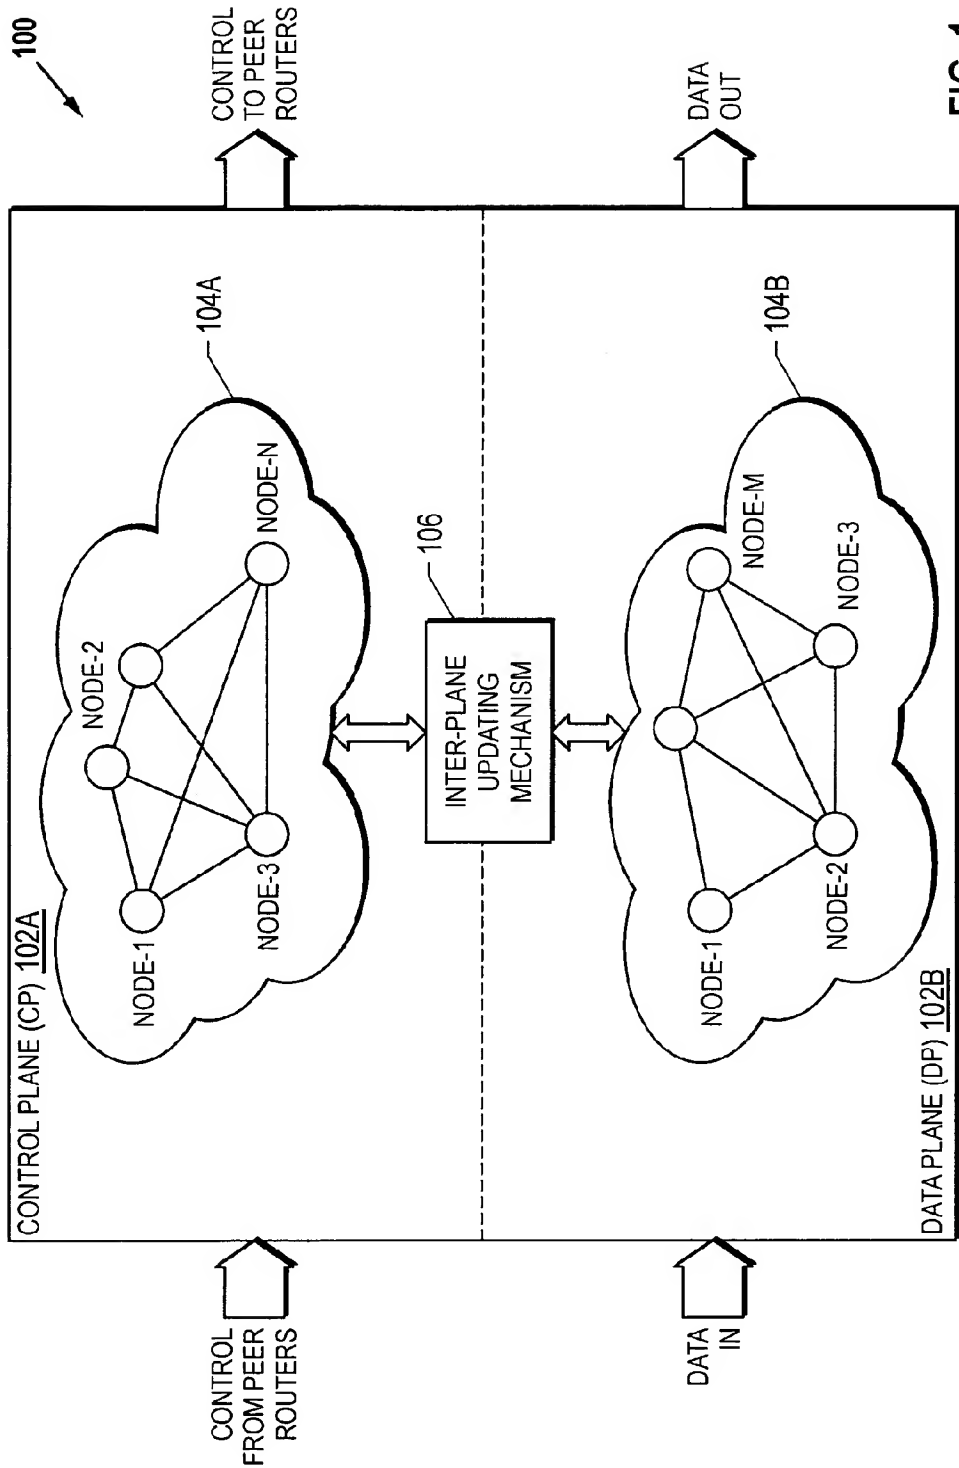 100
CONTROL
TO PEER
ROUTERS
DATA
OUT
CONTROL PLANE (CP) 102A
104A
NODE-1
NODE-2
NODE-3
NODE-N
106
INTER-PLANE
UPDATING
MECHANISM
104B
NODE-1
NODE-2
NODE-3
NODE-M
DATA PLANE (DP) 102B
CONTROL
FROM PEER
ROUTERS
DATA
IN
FIG. 1